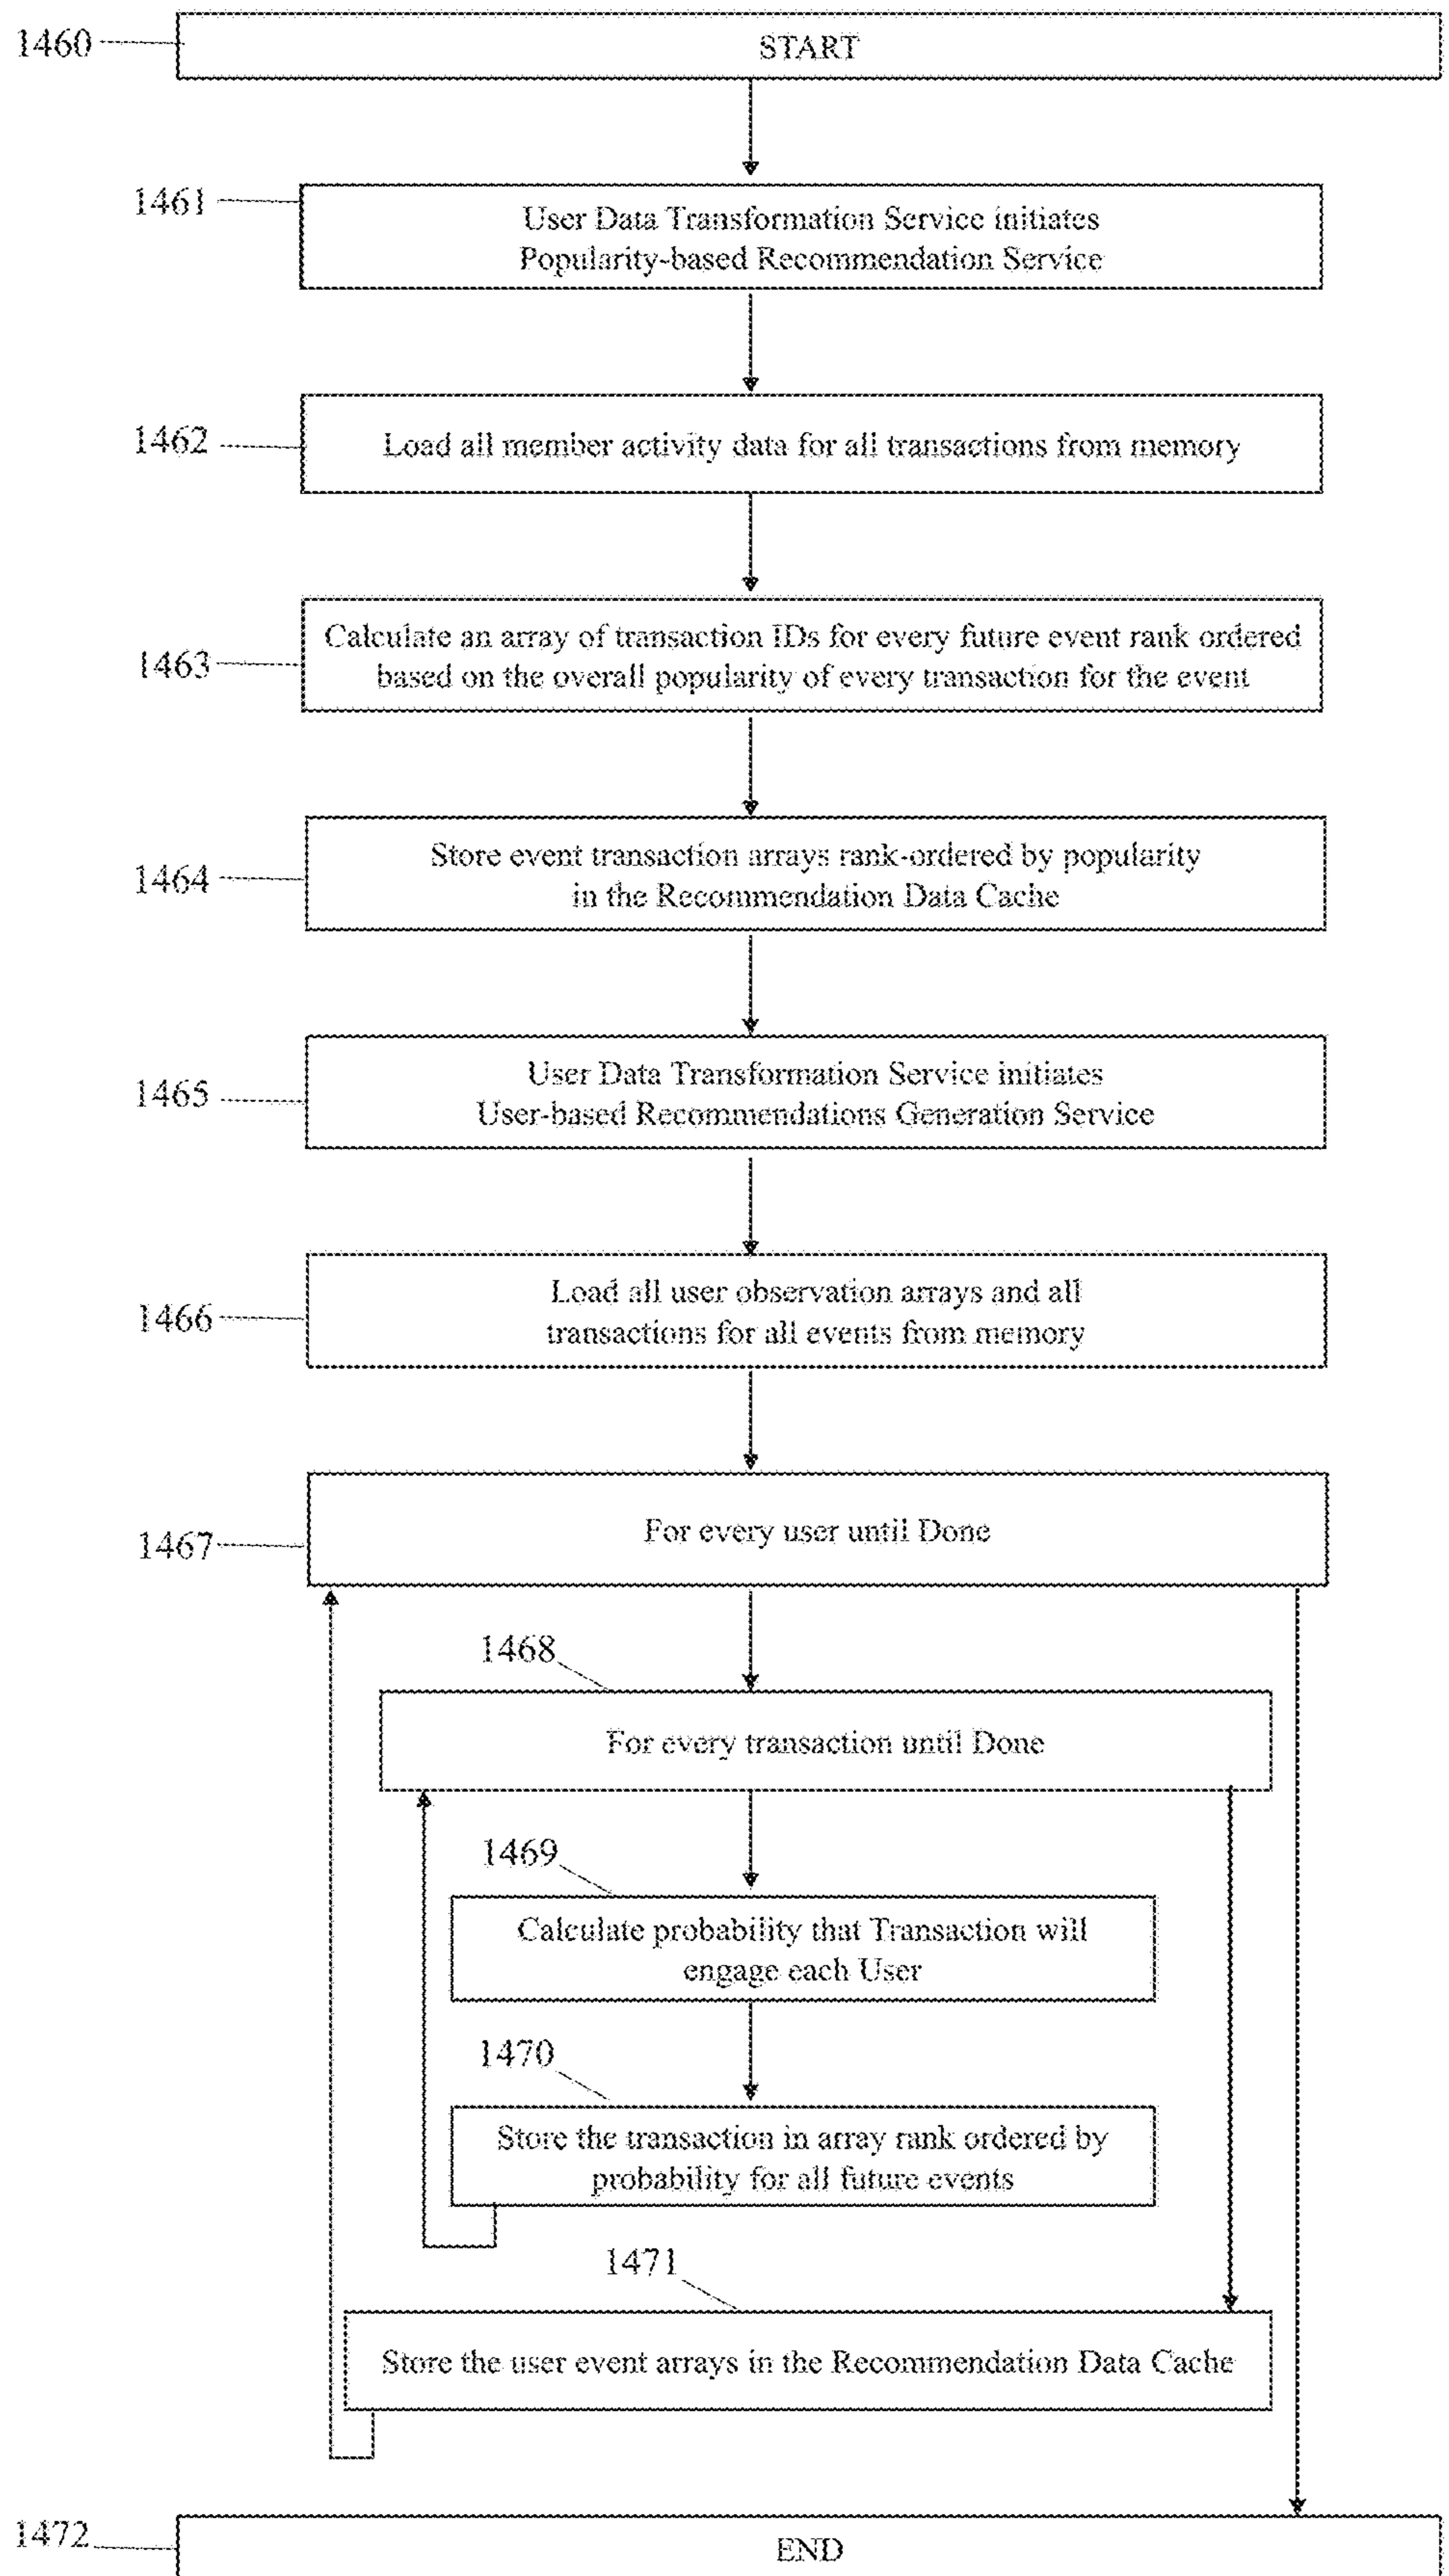 1460
START
1461
User Data Transformation Service initiates
Popularity-based Recommendation Service
1462
Load all member activity data for all transactions from memory
1463
Calculate an array of transaction IDs for every future event rank ordered
based on the overall popularity of every transaction for the event
1464
Store event transaction arrays rank-ordered by popularity
in the Recommendation Data Cache
1465
User Data Transformation Service initiates
User-based Recommendations Generation Service
1466
Load all user observation arrays and all
transactions for all events from memory
1467
For every user until Done
1468
For every transaction until Done
1469
Calculate probability that Transaction will
engage each User
1470
Store the transaction in array rank ordered by
probability for all future events
1471
Store the user event arrays in the Recommendation Data Cache
1472
END